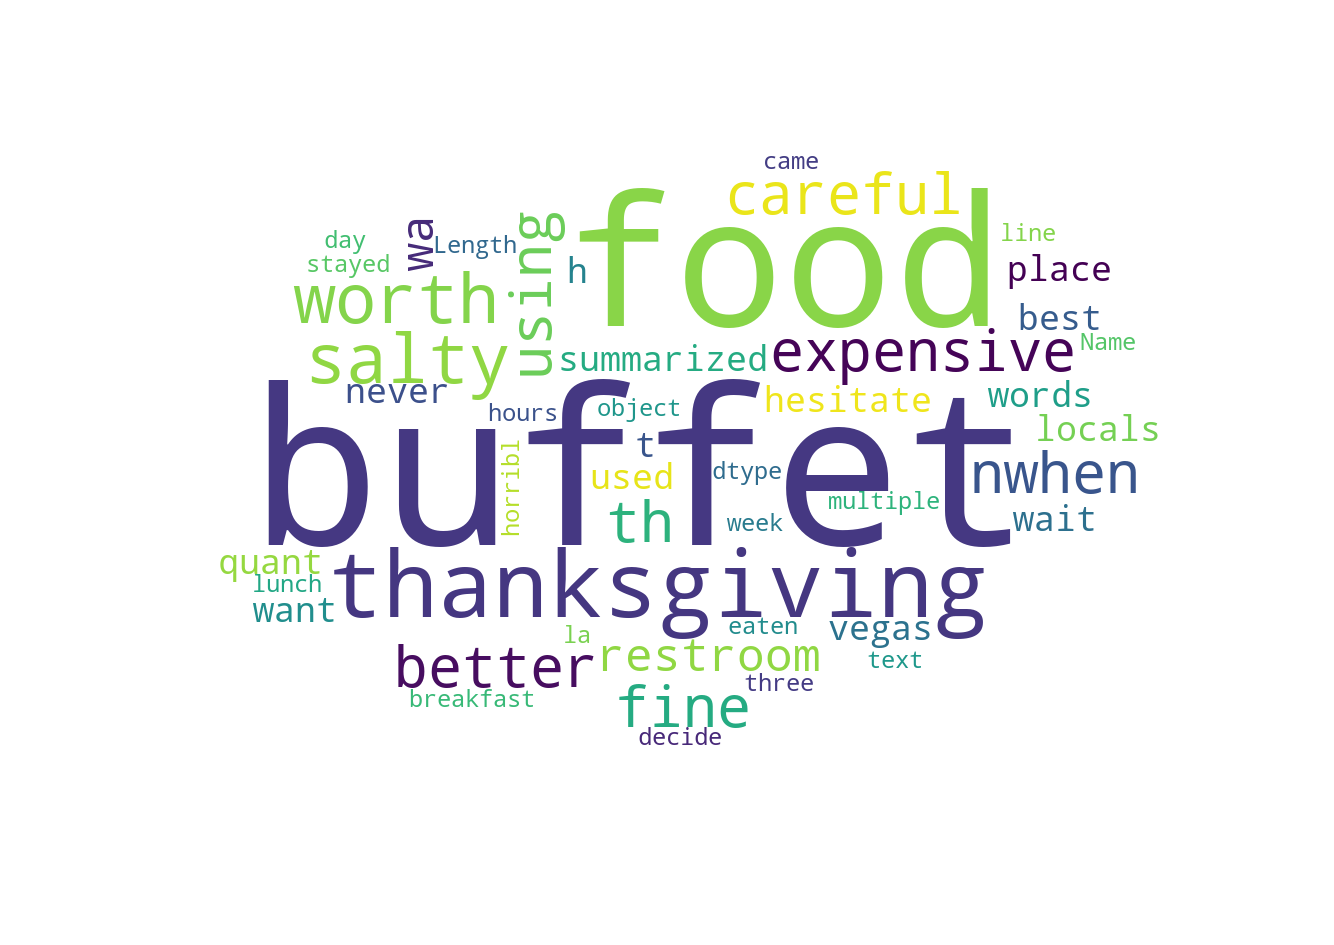 came
careful
food
using
wa
day
Length
line
stayed
h
place
worth
best
salty
summarized
expensive
Name
never
hesitate
words
hours
object
locals
buffet
t
horribl
used
dtype
nwhen
multiple
th
week
wait
quant
lunch
thanksgiving
want
la
eaten
vegas
better
restroom
text
breakfast
three
fine
decide